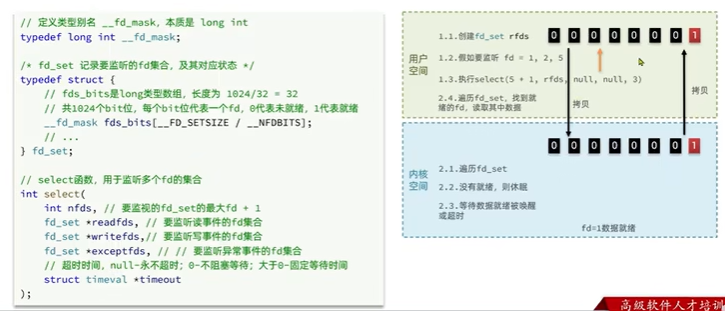 // 定义类型别名 __fd_mask，本质是 long int
typedef long int __fd_mask;
/* fd_set 记录要监听的fd集合，及其对应状态 */
typedef struct {
// fds_bits是long类型数组，长度为 1024/32 = 32
// 共1024个bit位，每个bit位代表一个fd，0代表未就绪，1代表就绪
__fd_mask fds_bits[__FD_SETSIZE / __NFDBITS];
// ...
} fd_set;
// select函数，用于监听多个fd的集合
int select(
int nfds, // 要监视的fd_set的最大fd + 1
fd_set *readfds, // 要监听读事件的fd集合
fd_set *writefds,// 要监听写事件的fd集合
fd_set *exceptfds, // // 要监听异常事件的fd集合
// 超时时间，null-永不超时；0-不阻塞等待；大于0-固定等待时间
struct timeval *timeout
);
用户空间
1.1.创建fd_set rfds
0 0 0 0 0 0 0 1
1.2.假如要监听 fd = 1, 2, 5
1.3.执行select(5 + 1, rfds, null, null, 3)
2.4.遍历fd_set，找到就
绪的fd，读取其中数据
拷贝
拷贝
内核空间
0 0 0 0 0 0 0 1
2.1.遍历fd_set
2.2.没有就绪，则休眠
2.3.等待数据就绪被唤醒
或超时
fd=1数据就绪
高级软件人才培训